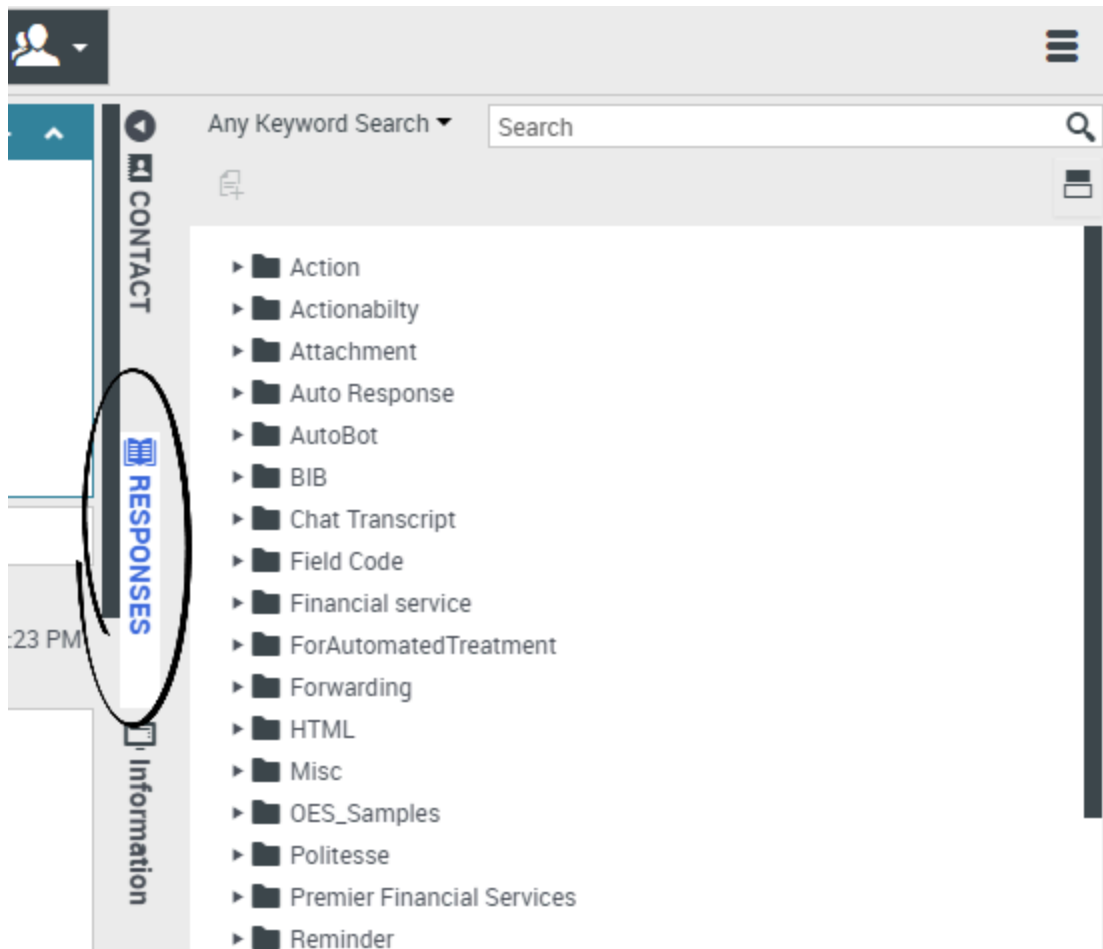 Any Keyword Search
Search
CONTACT
RESPONSES
Information
:23 PM
Action
Actionabilty
Attachment
Auto Response
AutoBot
BIB
Chat Transcript
Field Code
Financial service
ForAutomatedTreatment
Forwarding
HTML
Misc
OES_Samples
Politesse
Premier Financial Services
Reminder